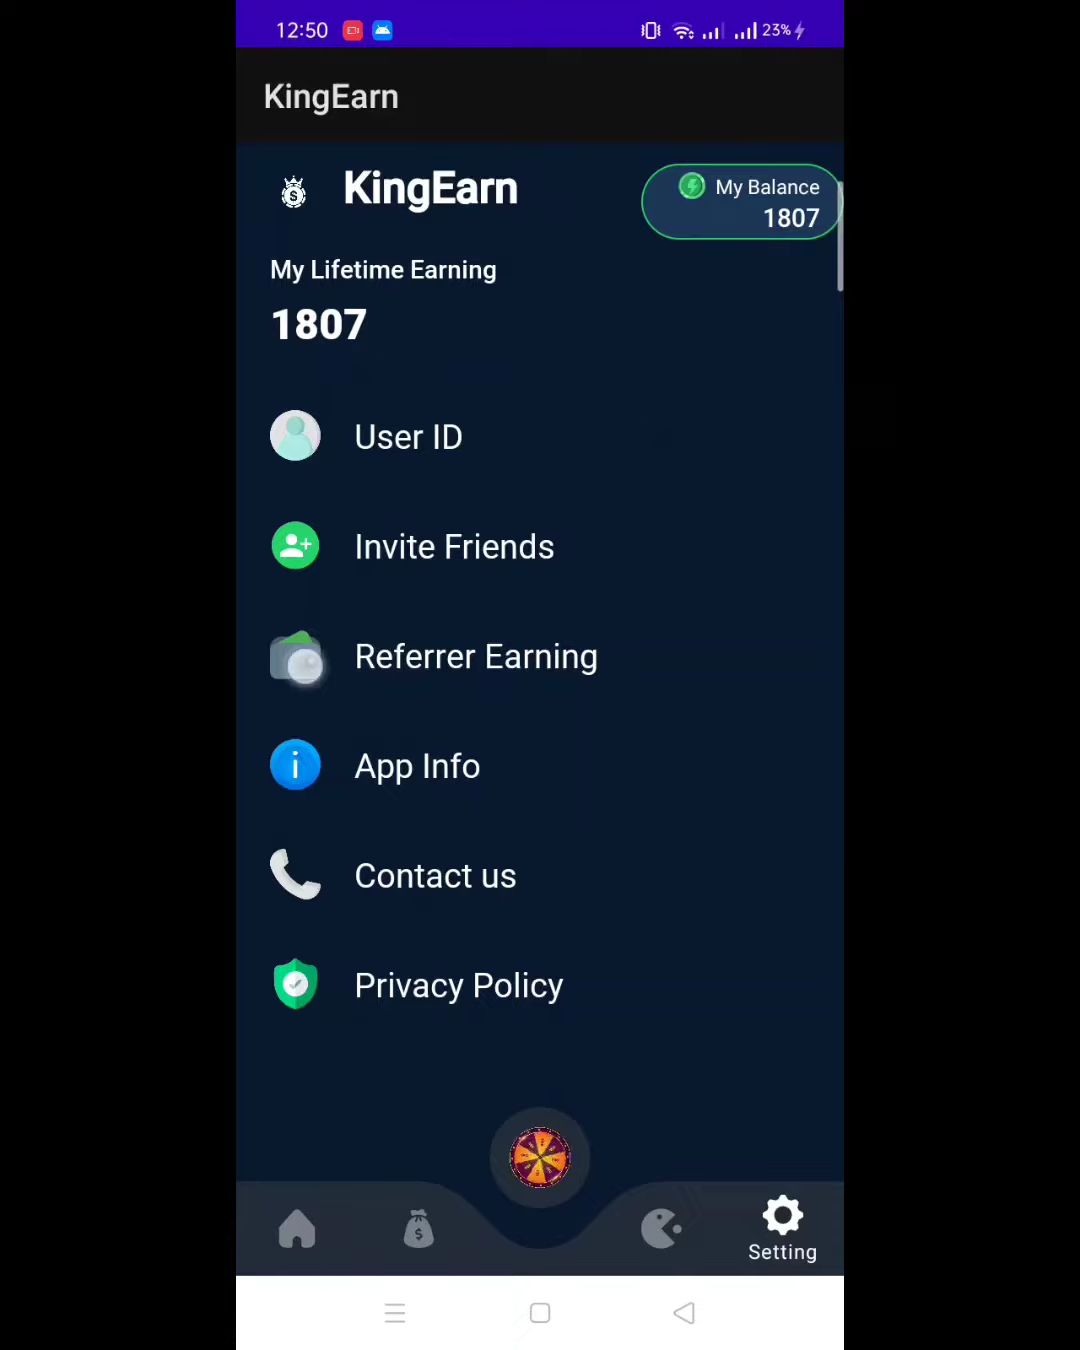 12:50
23%
KingEarn
KingEarn
My Balance
1807
My Lifetime Earning
1807
User ID
Invite Friends
Referrer Earning
App Info
Contact us
Privacy Policy
Setting